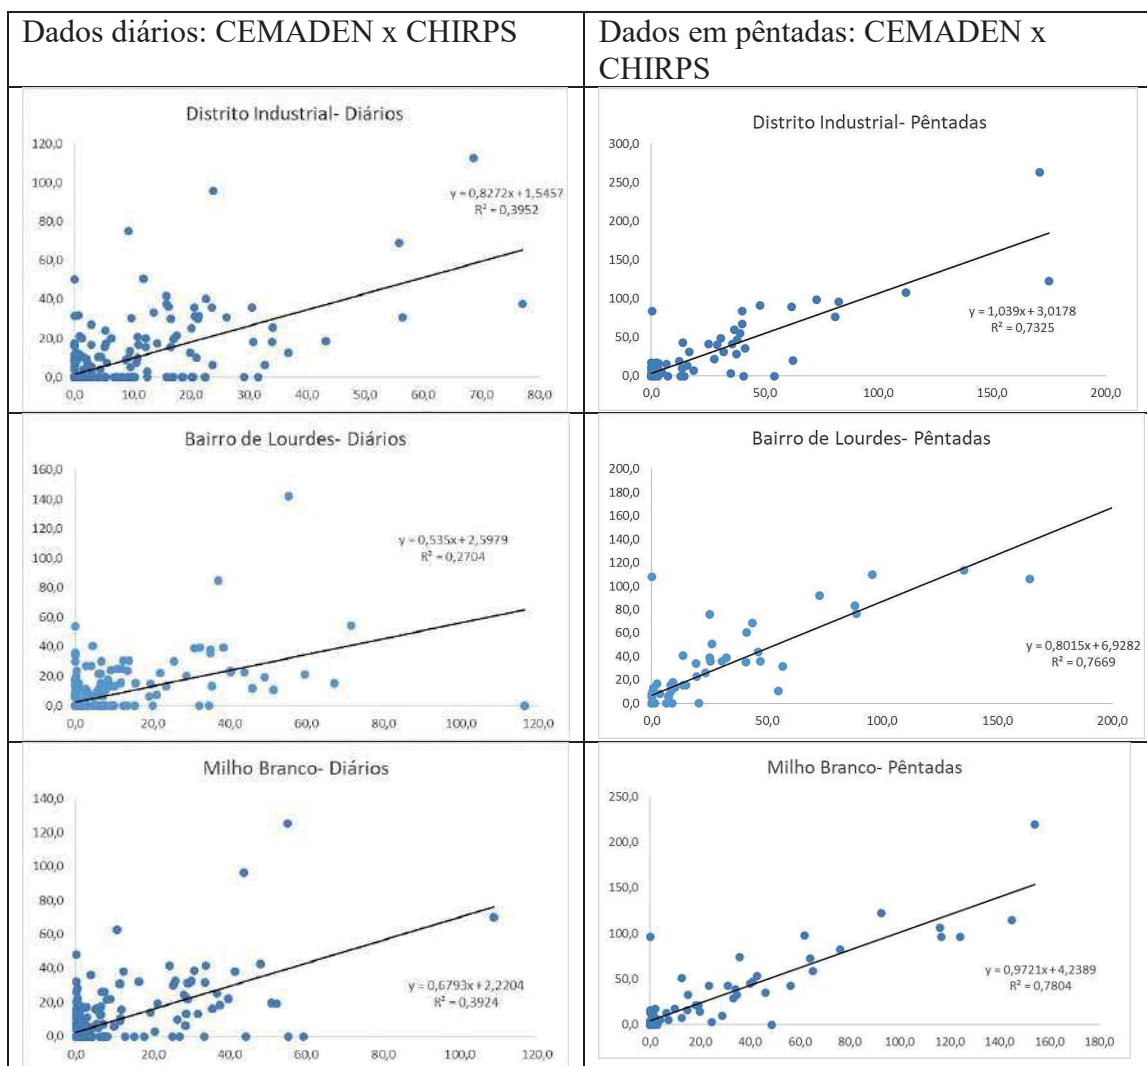 Dados diários: CEMADEN x CHIRPS
Dados em pêntadas: CEMADEN x
CHIRPS
Distrito Industrial- Diários
120,0
100,0
80,0
60,0
40,0
20,0
0,0
y = 0,8272x + 1,5457
R² = 0,3952
0,0 10,0 20,0 30,0 40,0 50,0 60,0 70,0 80,0
Distrito Industrial- Pêntadas
300,0
250,0
200,0
150,0
100,0
50,0
0,0
y = 1,039x + 3,0178
R² = 0,7325
0,0 50,0 100,0 150,0 200,0
Bairro de Lourdes- Diários
160,0
140,0
120,0
100,0
80,0
60,0
40,0
20,0
0,0
y = 0,535x + 2,5979
R² = 0,2704
0,0 20,0 40,0 60,0 80,0 100,0 120,0
Bairro de Lourdes- Pêntadas
200,0
180,0
160,0
140,0
120,0
100,0
80,0
60,0
40,0
20,0
0,0
y = 0,8015x + 6,9282
R² = 0,7669
0,0 50,0 100,0 150,0 200,0
Milho Branco- Diários
140,0
120,0
100,0
80,0
60,0
40,0
20,0
0,0
y = 0,6793x + 2,2204
R² = 0,3924
0,0 20,0 40,0 60,0 80,0 100,0 120,0
Milho Branco- Pêntadas
250,0
200,0
150,0
100,0
50,0
0,0
y = 0,9721x + 4,2389
R² = 0,7804
0,0 20,0 40,0 60,0 80,0 100,0 120,0 140,0 160,0 180,0